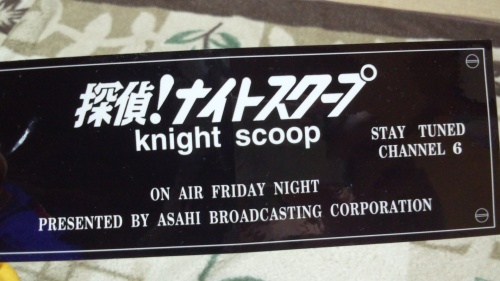 探偵!ナイトスクープ
knight scoop
STAY TUNED
CHANNEL 6
ON AIR FRIDAY NIGHT
PRESENTED BY ASAHI BROADCASTING CORPORATION